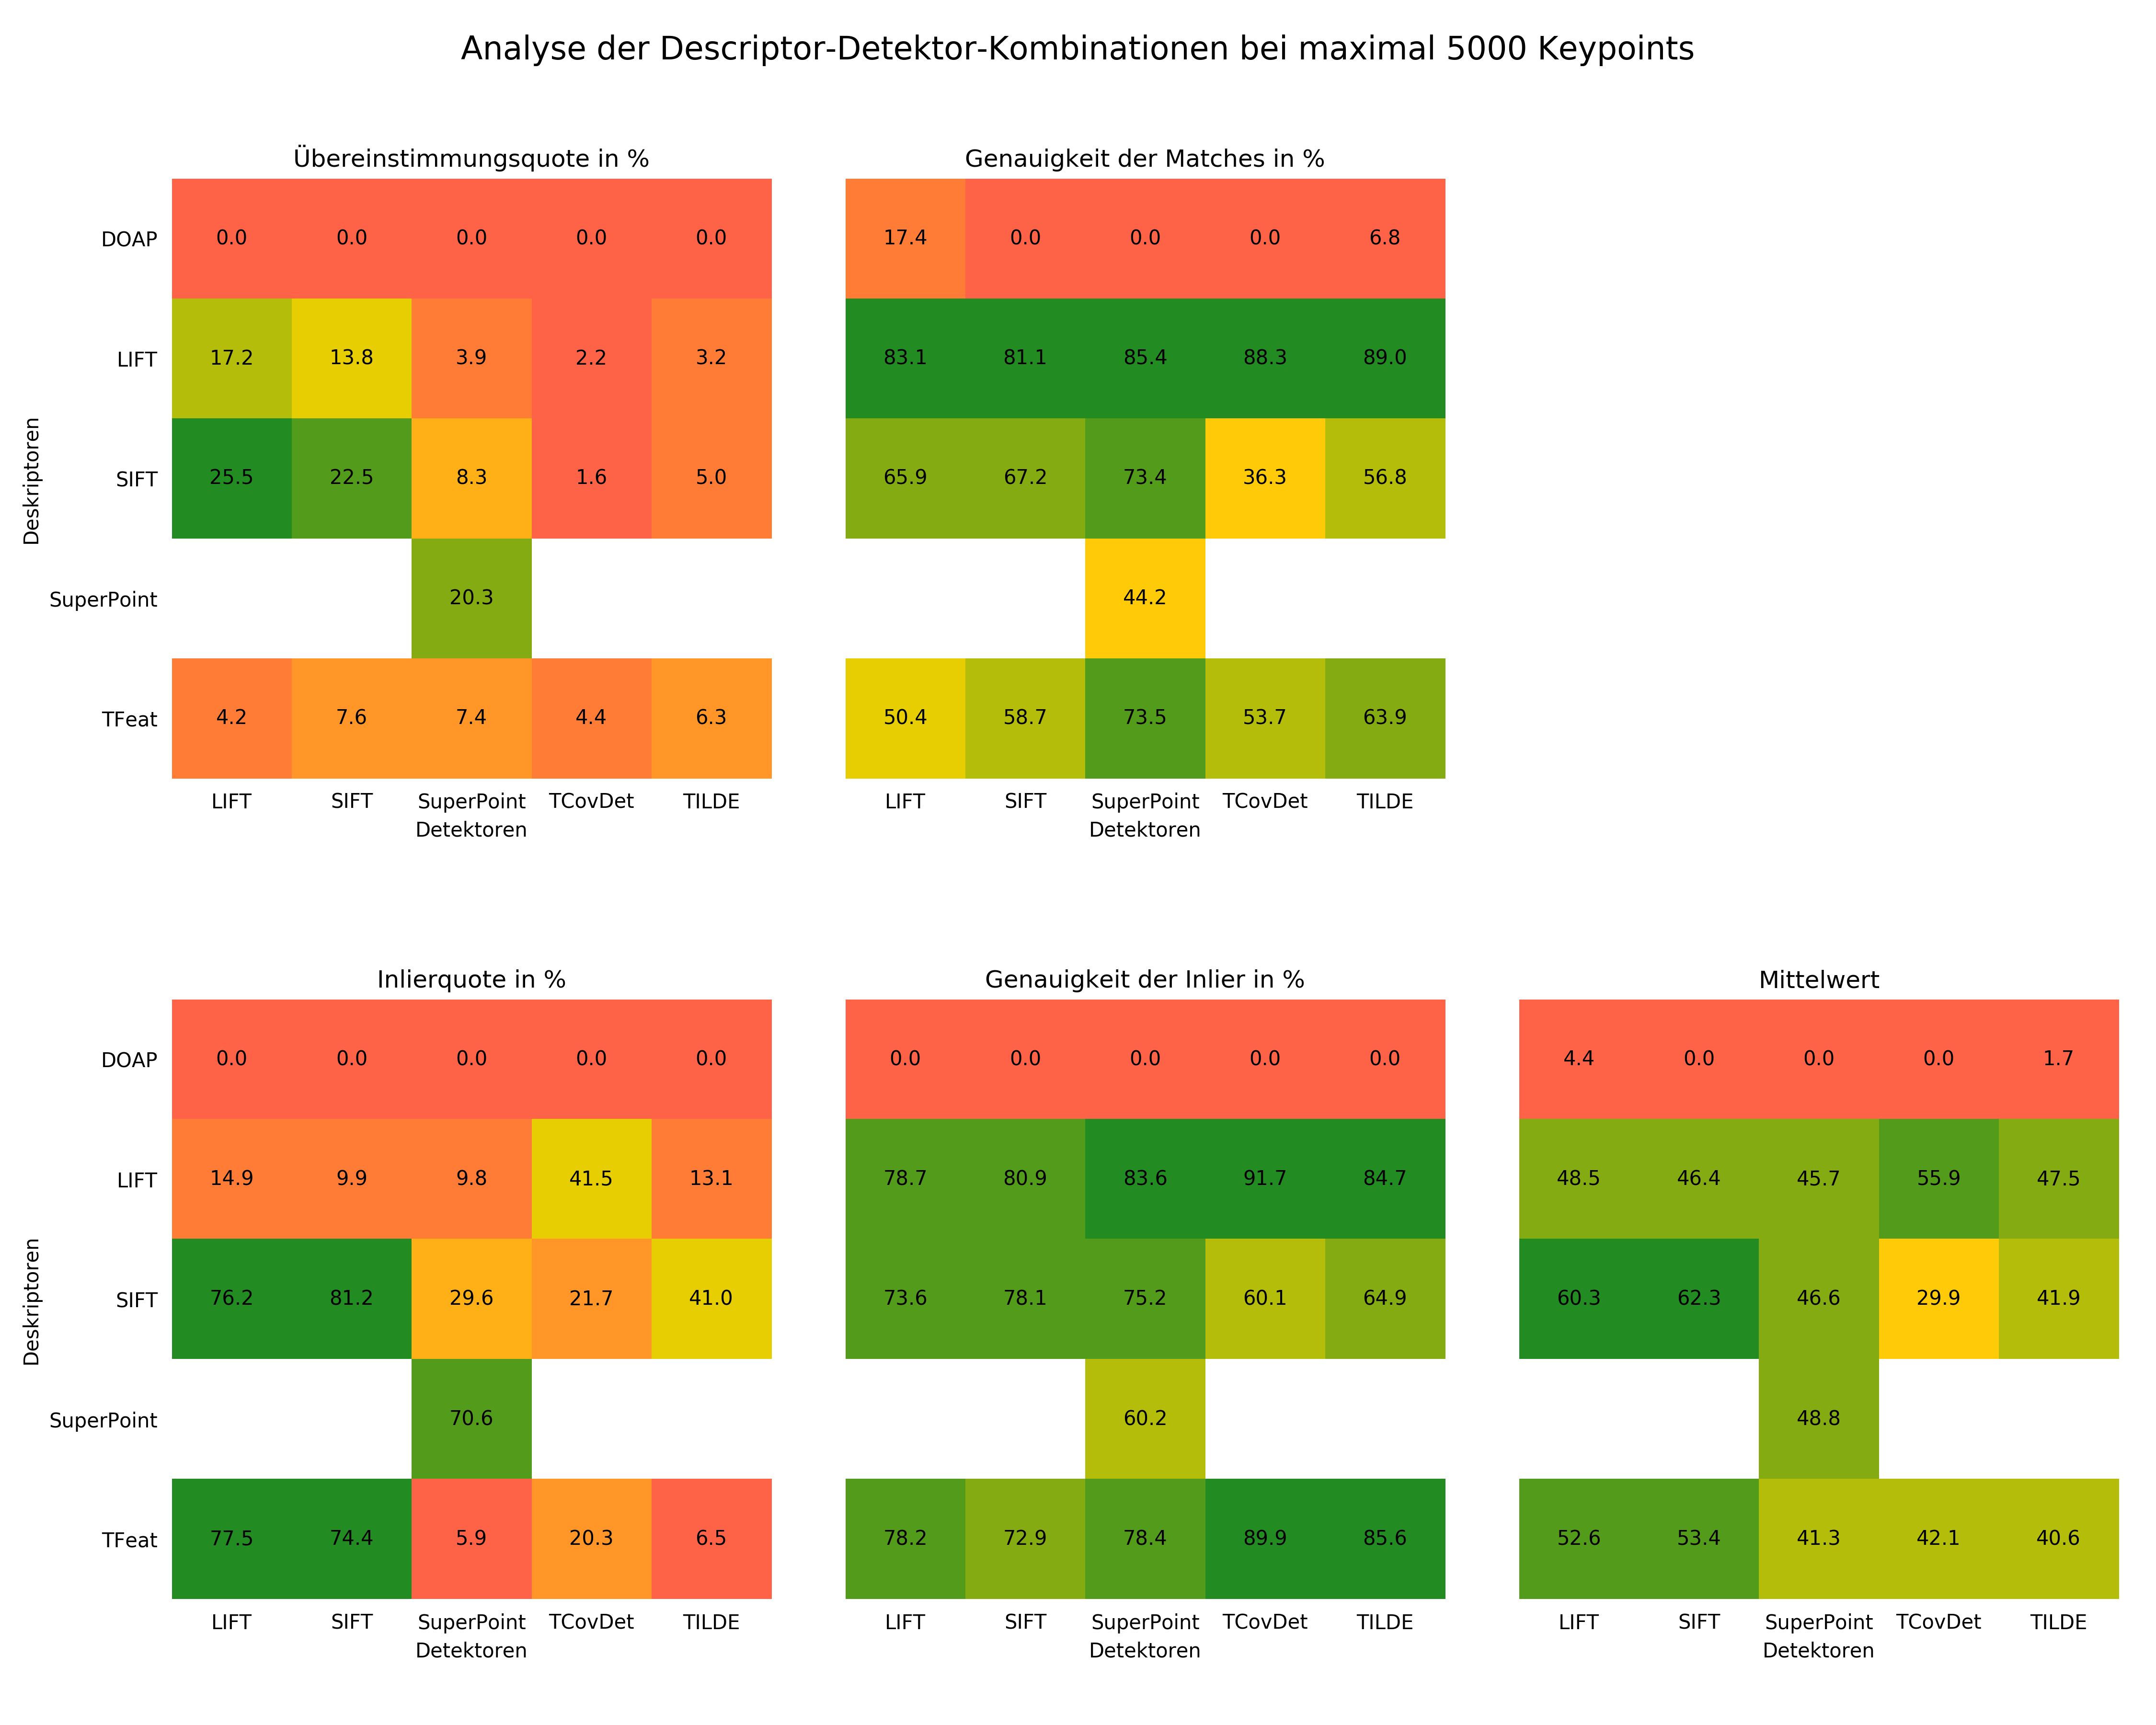 Analyse der Descriptor-Detektor-Kombinationen bei maximal 5000 Keypoints
Übereinstimmungsquote in %
Deskriptoren
DOAP 0.0 0.0 0.0 0.0 0.0
LIFT 17.2 13.8 3.9 2.2 3.2
SIFT 25.5 22.5 8.3 1.6 5.0
SuperPoint 20.3
TFeat 4.2 7.6 7.4 4.4 6.3
LIFT SIFT SuperPoint TCovDet TILDE
Detektoren
Genauigkeit der Matches in %
17.4 0.0 0.0 0.0 6.8
83.1 81.1 85.4 88.3 89.0
65.9 67.2 73.4 36.3 56.8
44.2
50.4 58.7 73.5 53.7 63.9
LIFT SIFT SuperPoint TCovDet TILDE
Detektoren
Inlierquote in %
Deskriptoren
DOAP 0.0 0.0 0.0 0.0 0.0
LIFT 14.9 9.9 9.8 41.5 13.1
SIFT 76.2 81.2 29.6 21.7 41.0
SuperPoint 70.6
TFeat 77.5 74.4 5.9 20.3 6.5
LIFT SIFT SuperPoint TCovDet TILDE
Detektoren
Genauigkeit der Inlier in %
0.0 0.0 0.0 0.0 0.0
78.7 80.9 83.6 91.7 84.7
73.6 78.1 75.2 60.1 64.9
60.2
78.2 72.9 78.4 89.9 85.6
LIFT SIFT SuperPoint TCovDet TILDE
Detektoren
Mittelwert
4.4 0.0 0.0 0.0 1.7
48.5 46.4 45.7 55.9 47.5
60.3 62.3 46.6 29.9 41.9
48.8
52.6 53.4 41.3 42.1 40.6
LIFT SIFT SuperPoint TCovDet TILDE
Detektoren